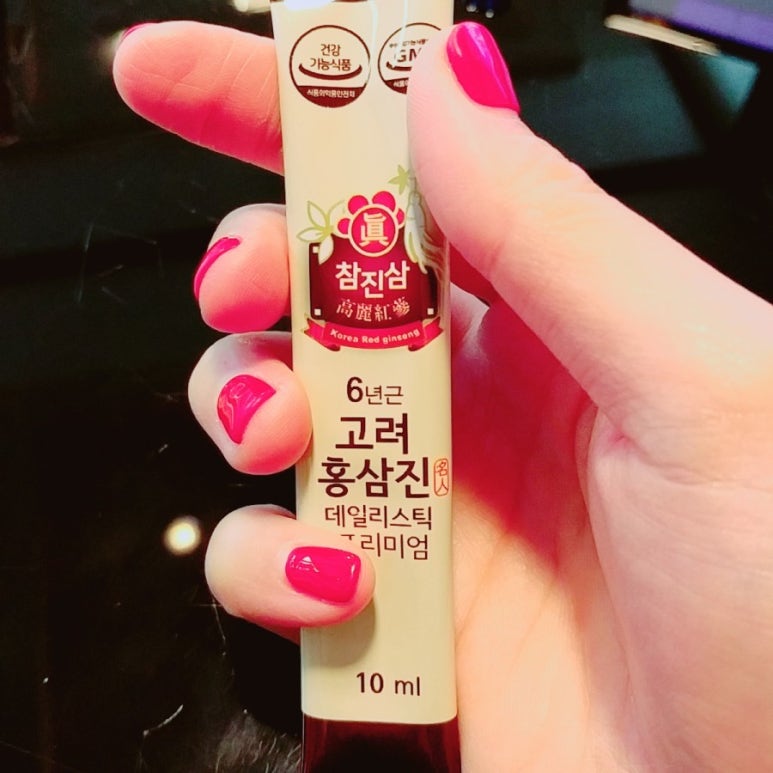 건강
기능식품
식품의약품안전처
GM
眞
참진삼
高麗紅蔘
Korea Red ginseng
6년근
고려
홍삼진
名人
데일리스틱
프리미엄
10 ml